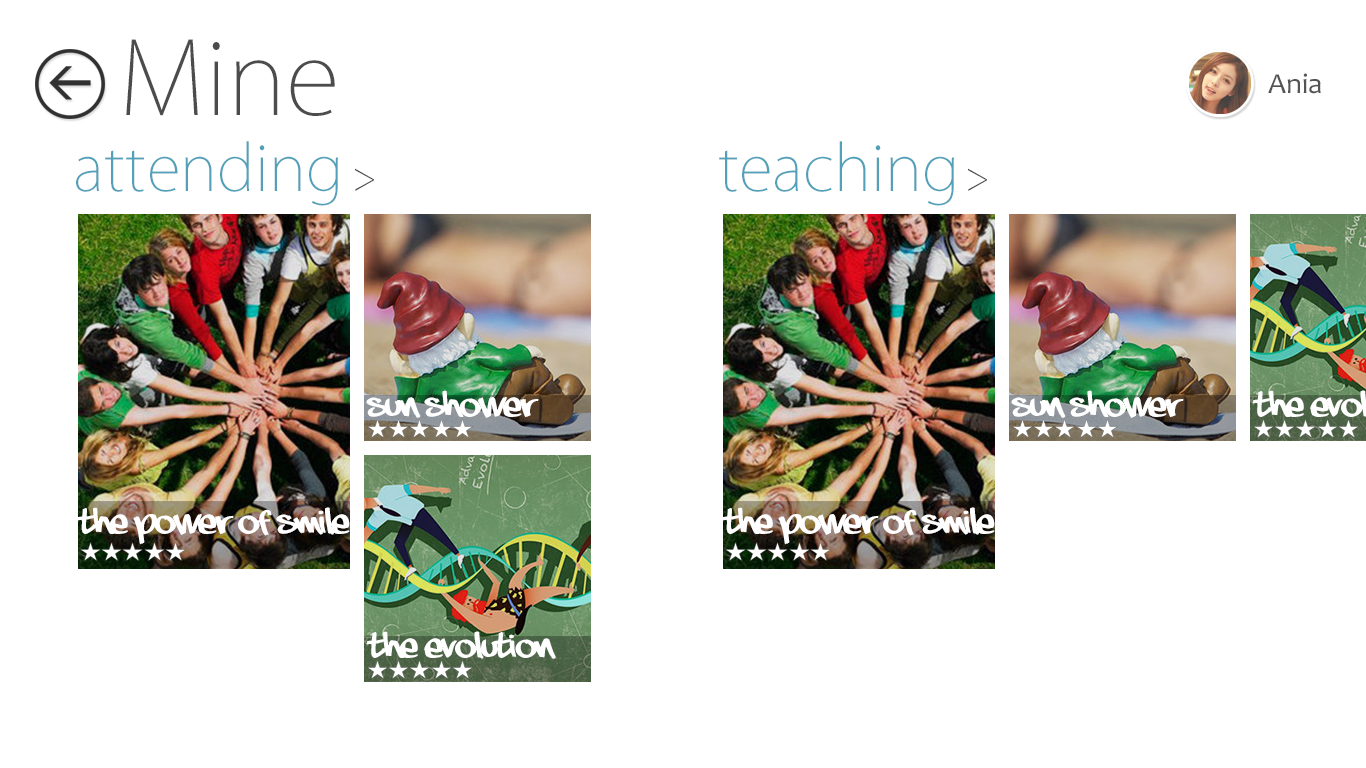 Mine
Ania
attending >
teaching >
the power of smile
★★★★★
sun shower
★★★★★
Evol
the evolution
★★★★★
the power of smile
★★★★★
sun shower
★★★★★
the evol
★★★★★